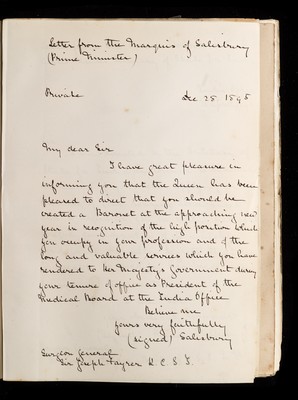 Letter from the Marquis of Salisbury
(Prime Minister)
Private Dec 25 1895
My dear Sir
I have great pleasure in
informing you that the Queen has been
pleased to direct that you should be
created a Baronet at the approaching new
year in recognition of the high position which
you occupy in your profession and of the
long and valuable services which you have
rendered to Her Majesty's Government during
your tenure of office as President of the
Medical Board at the India Office
Believe me
yours very faithfully
(signed) Salisbury
Surgeon General
Sir Joseph Fayrer K.C.S.I.